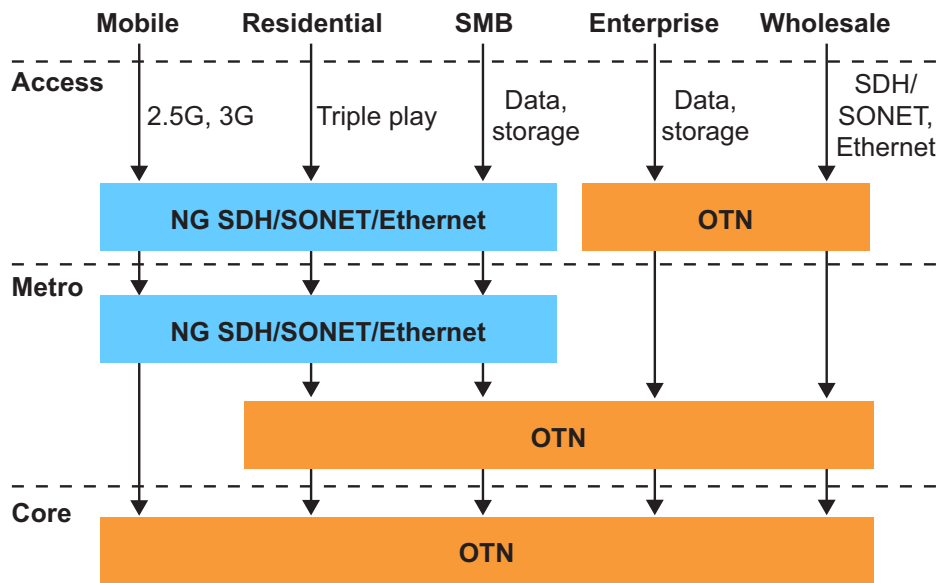 Mobile Residential SMB Enterprise Wholesale
Access
2.5G, 3G
Triple play
Data,
storage
Data,
storage
SDH/
SONET,
Ethernet
NG SDH/SONET/Ethernet
OTN
Metro
NG SDH/SONET/Ethernet
OTN
Core
OTN